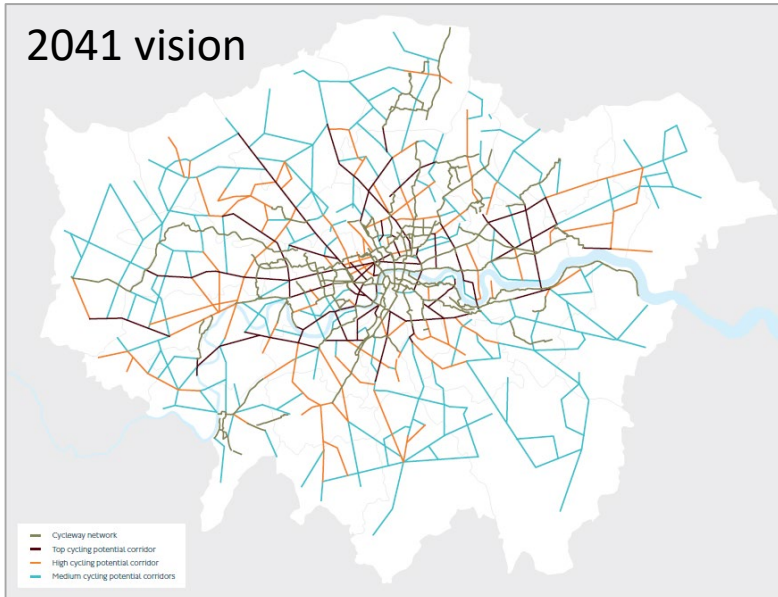 2041 vision
Cycleway network
Top cycling potential corridor
High cycling potential corridor
Medium cycling potential corridors